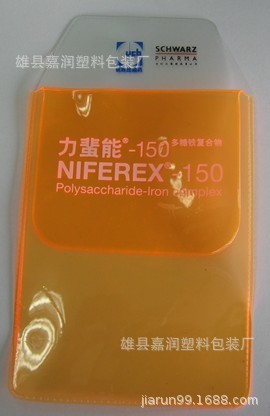 ucb
SCHWARZ
PHARMA
雄县嘉润塑料包装厂
力蜚能®-150 多糖铁复合物
NIFEREX®-150
Polysaccharide-Iron Complex
雄县嘉润塑料包装厂
jiarun99.1688.com